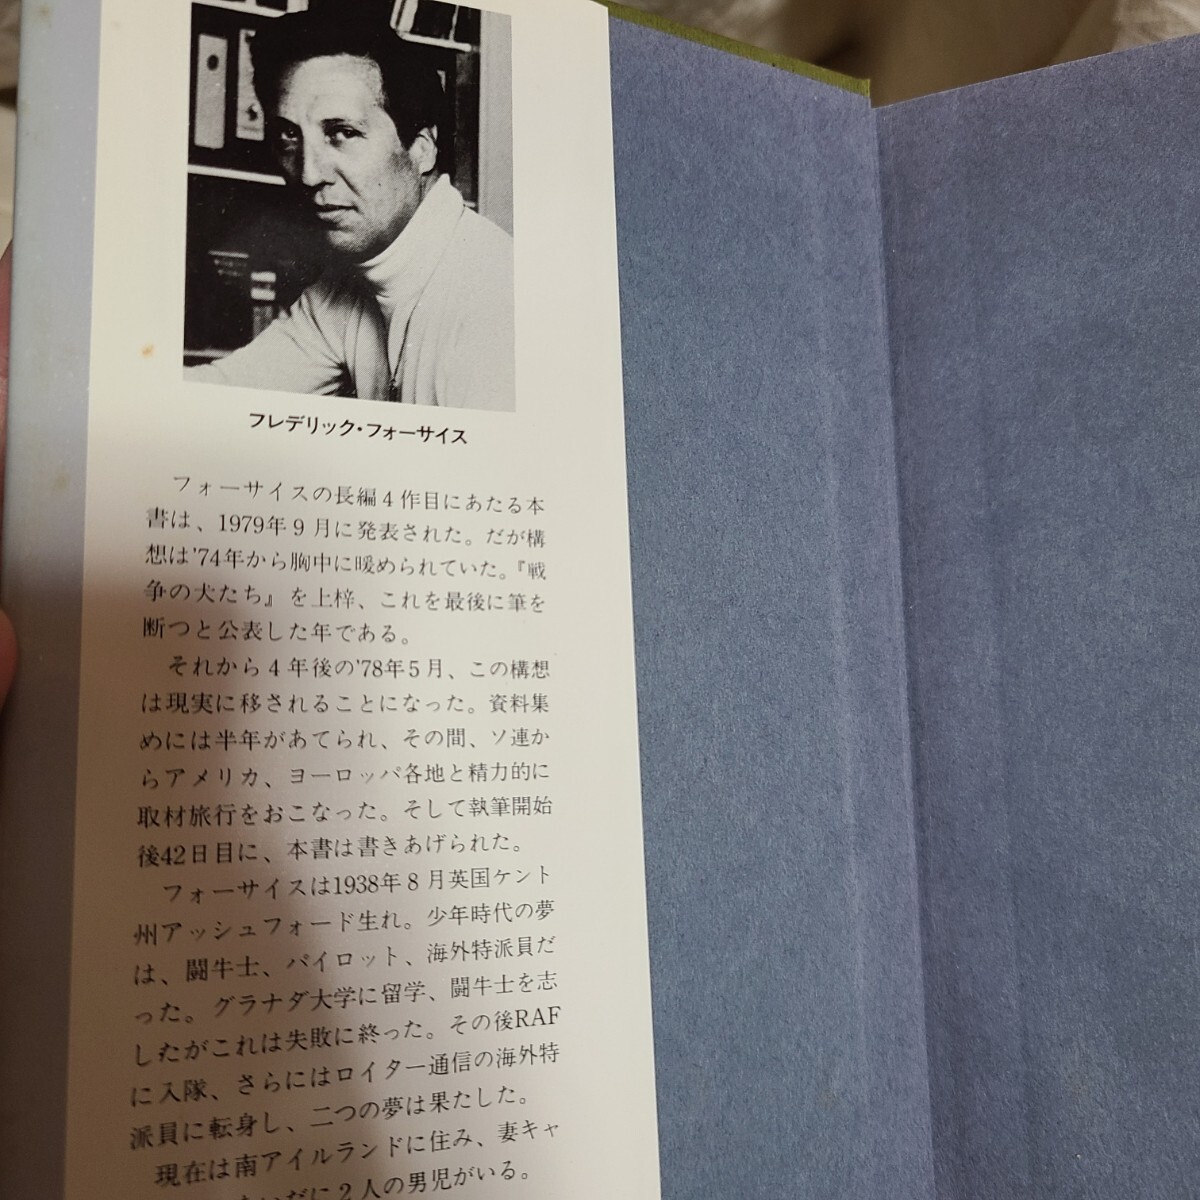 フレデリック・フォーサイス
フォーサイスの長編4作目にあたる本
書は、1979年9月に発表された。だが構
想は'74年から胸中に暖められていた。『戦
争の犬たち』を上梓、これを最後に筆を
断つと公表した年である。
それから4年後の'78年5月、この構想
は現実に移されることになった。資料集
めには半年があてられ、その間、ソ連か
らアメリカ、ヨーロッパ各地と精力的に
取材旅行をおこなった。そして執筆開始
後42日目に、本書は書きあげられた。
フォーサイスは1938年8月英国ケント
州アッシュフォード生れ。少年時代の夢
は、闘牛士、パイロット、海外特派員だ
った。グラナダ大学に留学、闘牛士を志
したがこれは失敗に終った。その後RAF
に入隊、さらにはロイター通信の海外特
派員に転身し、二つの夢は果たした。
現在は南アイルランドに住み、妻キャ
いだに2人の男児がいる。